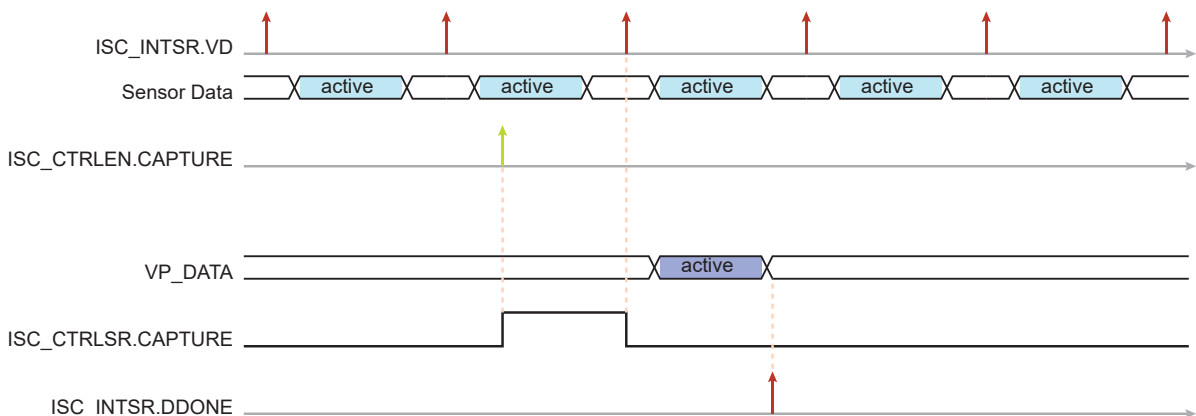 ISC_INTSR.VD
Sensor Data
active active active active active
ISC_CTRLEN.CAPTURE
VP_DATA
active
ISC_CTRLSR.CAPTURE
ISC_INTSR.DDONE